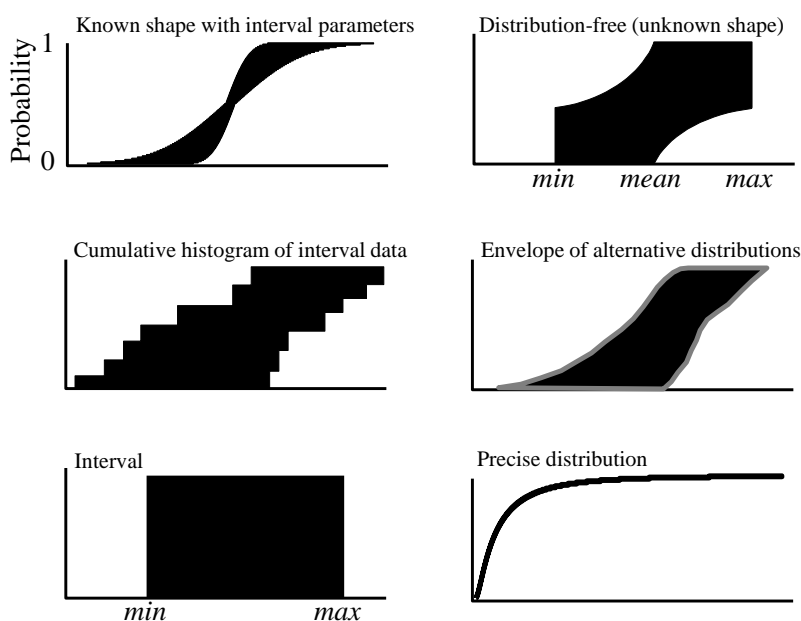 Known shape with interval parameters
1
Probability
0
Distribution-free (unknown shape)
min mean max
Cumulative histogram of interval data
Envelope of alternative distributions
Interval
min max
Precise distribution